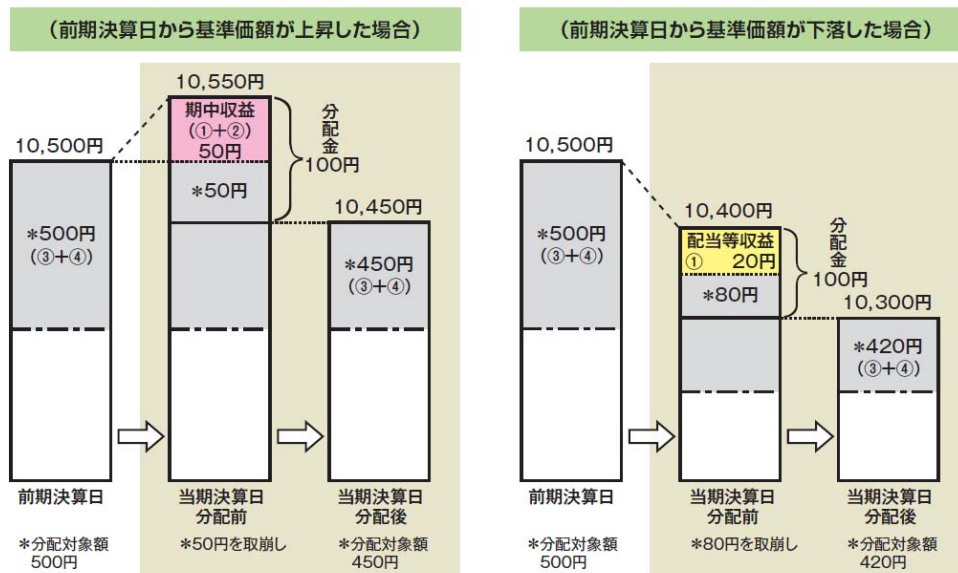 (前期決算日から基準価額が上昇した場合)
10,550円
期中収益
(①+②)
50円
分配金
100円
10,500円
*50円
10,450円
*500円
(③+④)
*450円
(③+④)
前期決算日
当期決算日
分配前
当期決算日
分配後
*分配対象額
500円
*50円を取崩し
*分配対象額
450円
(前期決算日から基準価額が下落した場合)
10,500円
10,400円
配当等収益
① 20円
分配金
100円
*500円
(③+④)
*80円
10,300円
*420円
(③+④)
前期決算日
当期決算日
分配前
当期決算日
分配後
*分配対象額
500円
*80円を取崩し
*分配対象額
420円